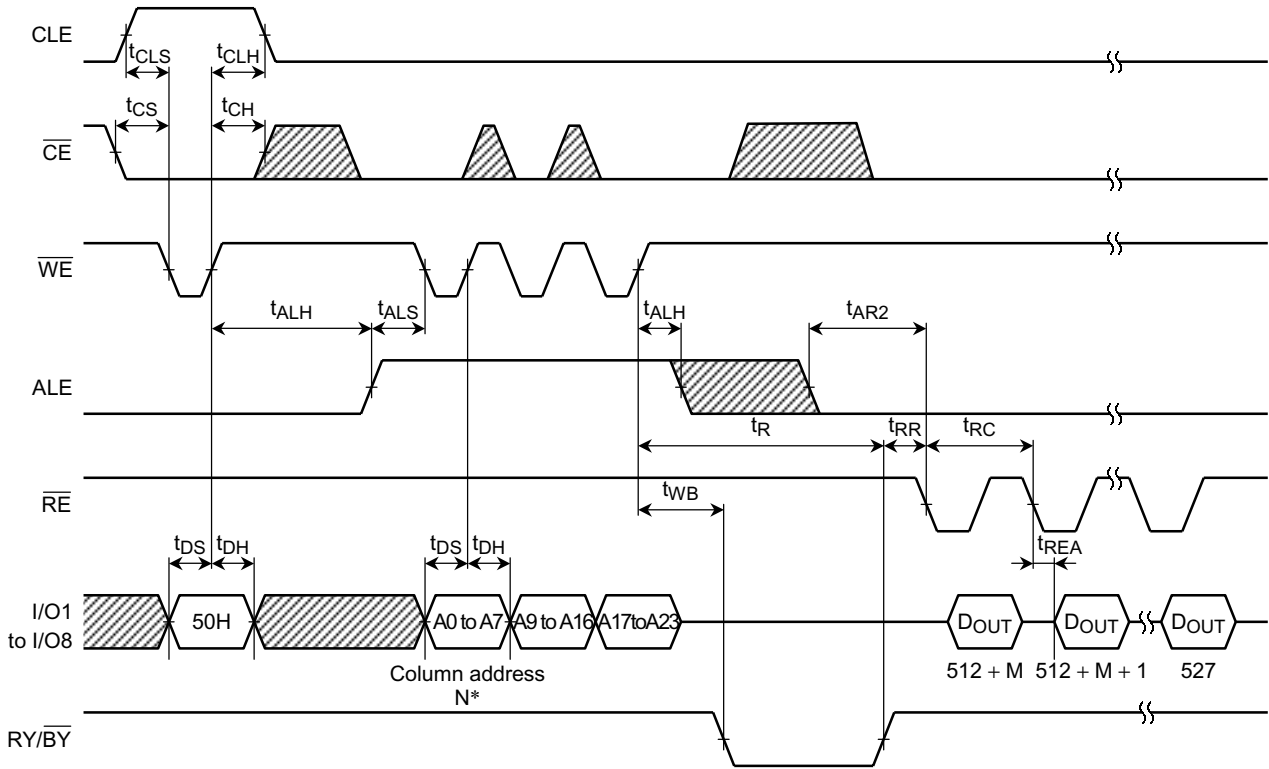 CLE
tCLS tCLH
tCS tCH
CE
WE
tALH tALS tALH tAR2
ALE
tR tRR tRC
RE
tWB
tDS tDH tDS tDH tREA
I/O1
to I/O8
50H A0 to A7 A9 to A16 A17toA23 DOUT DOUT DOUT
Column address
N*
512 + M 512 + M + 1 527
RY/BY